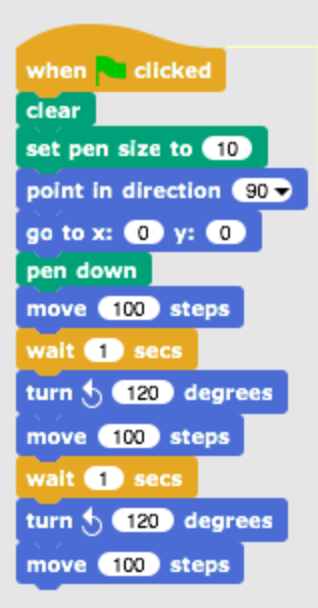 when clicked
clear
set pen size to 10
point in direction 90
go to x: 0 y: 0
pen down
move 100 steps
wait 1 secs
turn 120 degrees
move 100 steps
wait 1 secs
turn 120 degrees
move 100 steps